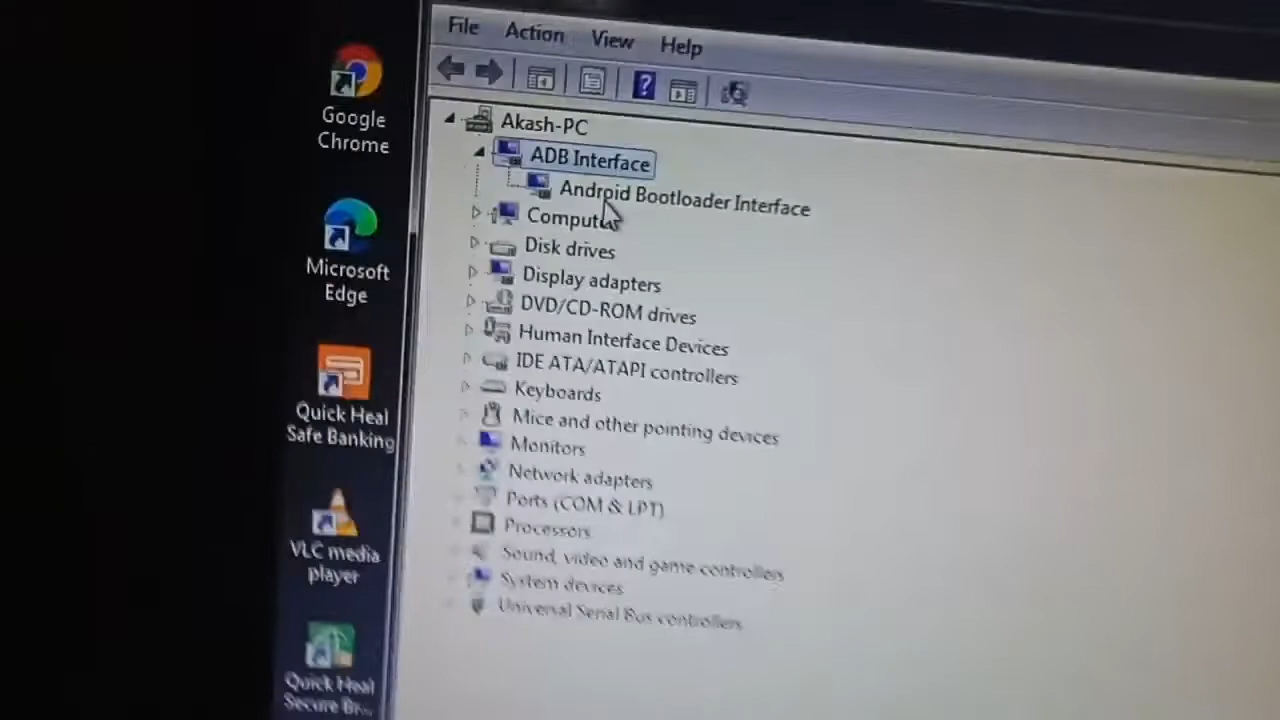 File Action View Help
Google
Chrome
Microsoft
Edge
Quick Heal
Safe Banking
VLC media
player
Quick Heal
Secure Br...
Akash-PC
ADB Interface
Android Bootloader Interface
Computer
Disk drives
Display adapters
DVD/CD-ROM drives
Human Interface Devices
IDE ATA/ATAPI controllers
Keyboards
Mice and other pointing devices
Monitors
Network adapters
Ports (COM & LPT)
Processors
Sound, video and game controllers
System devices
Universal Serial Bus controllers